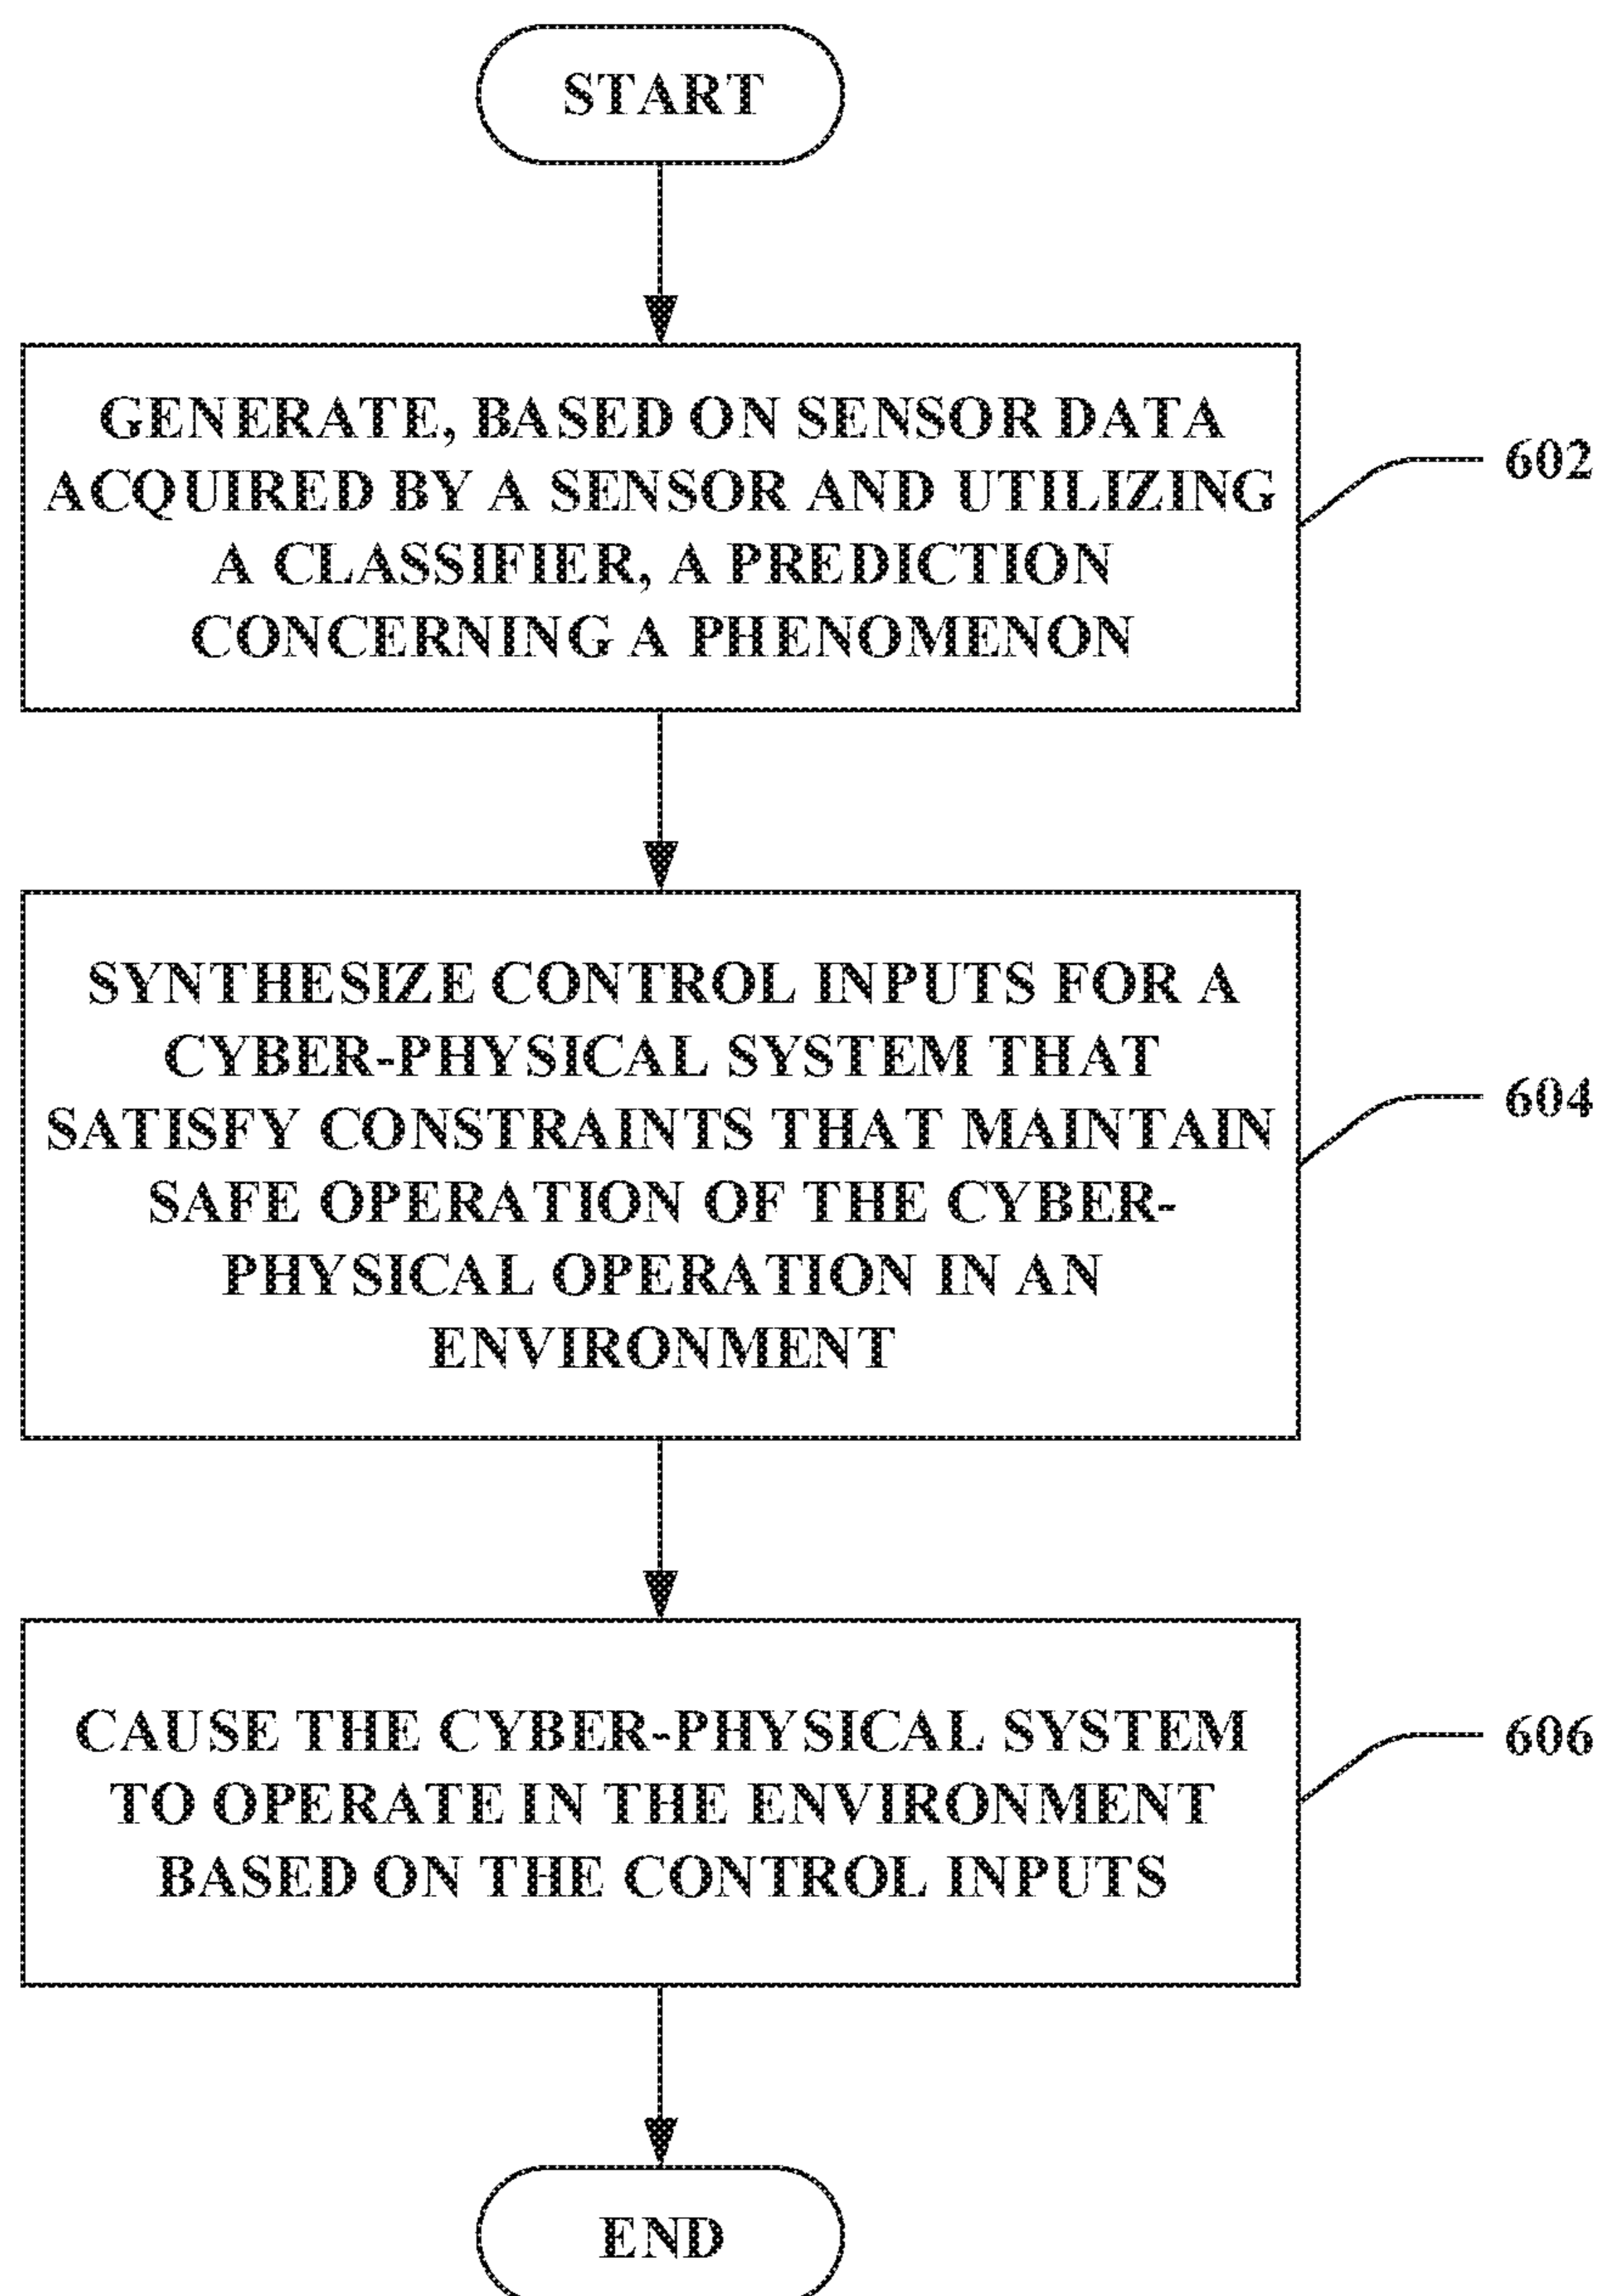 START
GENERATE, BASED ON SENSOR DATA
ACQUIRED BY A SENSOR AND UTILIZING
A CLASSIFIER, A PREDICTION
CONCERNING A PHENOMENON
602
SYNTHESIZE CONTROL INPUTS FOR A
CYBER-PHYSICAL SYSTEM THAT
SATISFY CONSTRAINTS THAT MAINTAIN
SAFE OPERATION OF THE CYBER-
PHYSICAL OPERATION IN AN
ENVIRONMENT
604
CAUSE THE CYBER-PHYSICAL SYSTEM
TO OPERATE IN THE ENVIRONMENT
BASED ON THE CONTROL INPUTS
606
END